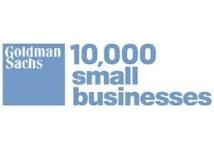 Goldman
Sachs
10,000
small
businesses